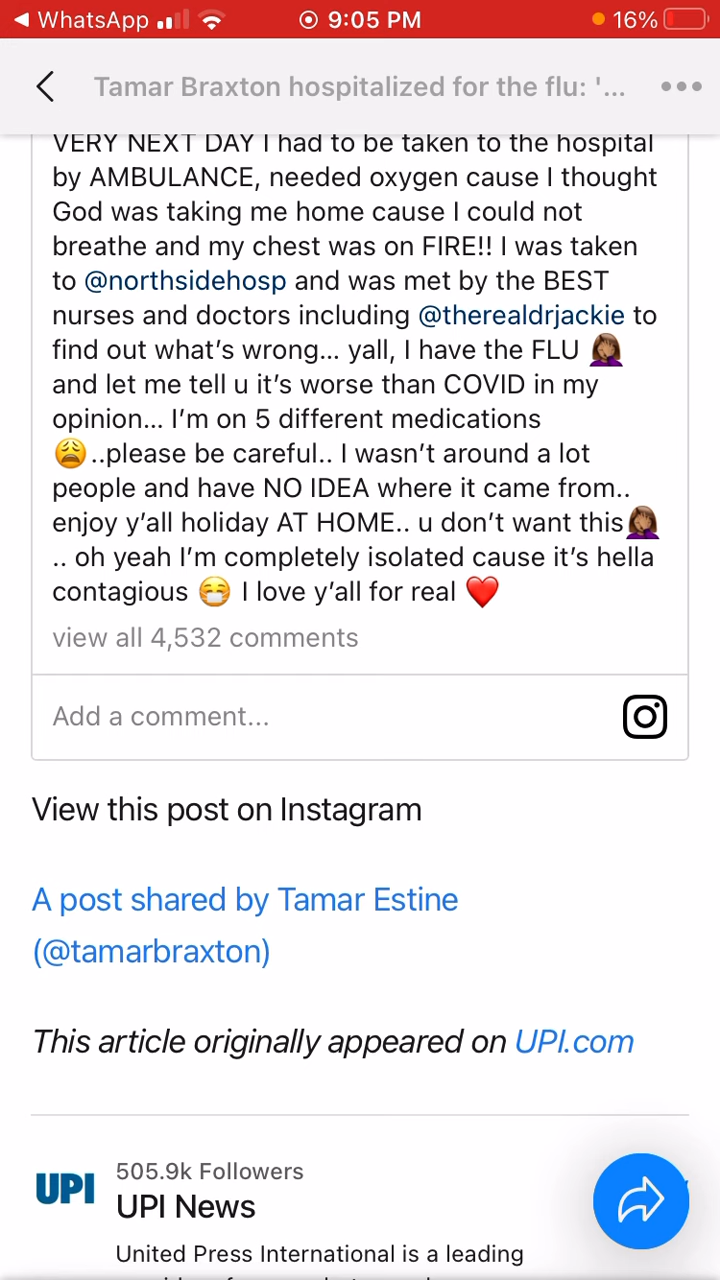 WhatsApp
9:05 PM
16%
Tamar Braxton hospitalized for the flu: '...
VERY NEXT DAY I had to be taken to the hospital
by AMBULANCE, needed oxygen cause I thought
God was taking me home cause I could not
breathe and my chest was on FIRE!! I was taken
to @northsidehosp and was met by the BEST
nurses and doctors including @therealdrjackie to
find out what’s wrong... yall, I have the FLU 🤦🏾‍♀️
and let me tell u it’s worse than COVID in my
opinion... I’m on 5 different medications
😩..please be careful.. I wasn’t around a lot
people and have NO IDEA where it came from..
enjoy y’all holiday AT HOME.. u don’t want this🤦🏾‍♀️
.. oh yeah I’m completely isolated cause it’s hella
contagious 😷 I love y’all for real ❤️
view all 4,532 comments
Add a comment...
View this post on Instagram
A post shared by Tamar Estine
(@tamarbraxton)
This article originally appeared on UPI.com
UPI
505.9k Followers
UPI News
United Press International is a leading